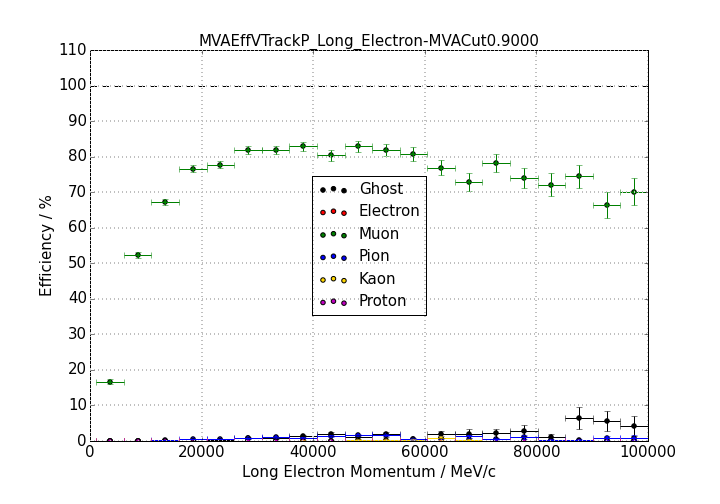 MVAEffVTrackP_Long_Electron-MVACut0.9000
110
100
90
80
70
60
50
40
30
20
10
0
Efficiency / %
Ghost
Electron
Muon
Pion
Kaon
Proton
0 20000 40000 60000 80000 100000
Long Electron Momentum / MeV/c